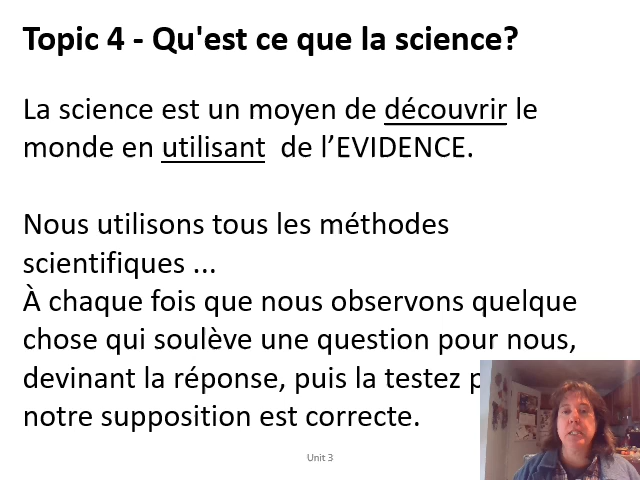 Topic 4 - Qu'est ce que la science?
La science est un moyen de découvrir le
monde en utilisant de l’EVIDENCE.
Nous utilisons tous les méthodes
scientifiques ...
À chaque fois que nous observons quelque
chose qui soulève une question pour nous,
devinant la réponse, puis la testez
notre supposition est correcte.
Unit 3